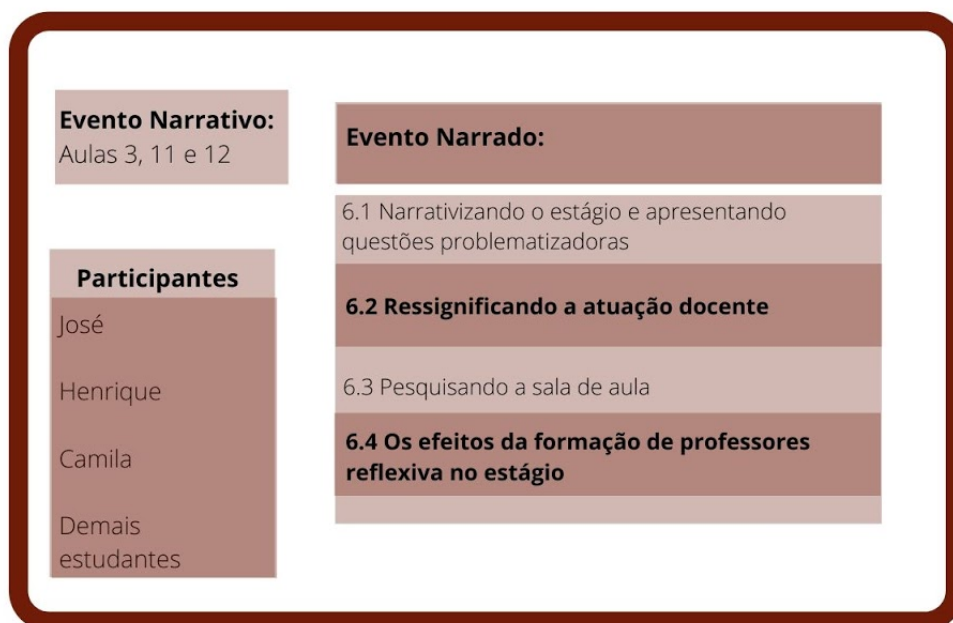 Evento Narrativo:
Aulas 3, 11 e 12
Participantes
José
Henrique
Camila
Demais
estudantes
Evento Narrado:
6.1 Narrativizando o estágio e apresentando
questões problematizadoras
6.2 Ressignificando a atuação docente
6.3 Pesquisando a sala de aula
6.4 Os efeitos da formação de professores
reflexiva no estágio